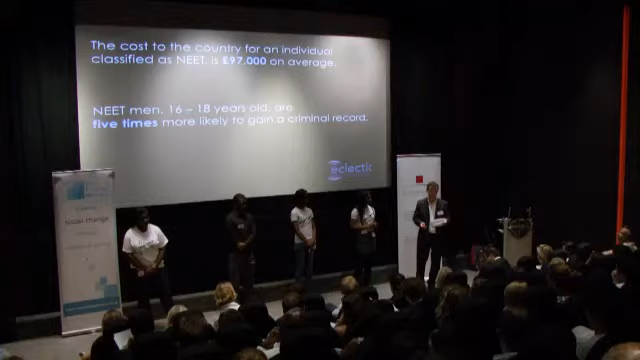 The cost to the country for an individual
classified as NEET, is £97,000 on average.
NEET men, 16 – 18 years old, are
five times more likely to gain a criminal record.
eclectic
social change